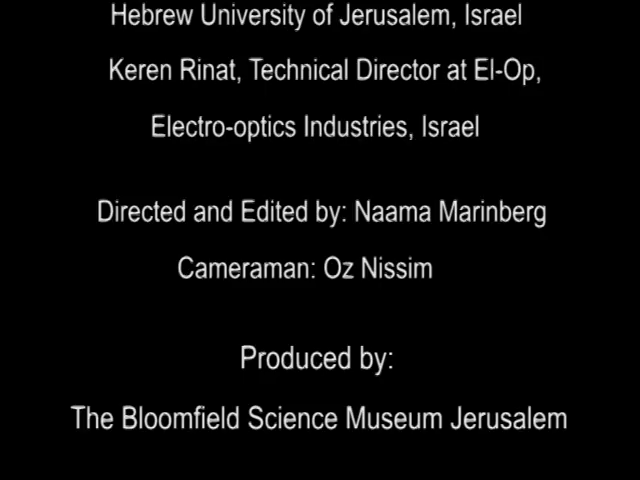 Hebrew University of Jerusalem, Israel
Keren Rinat, Technical Director at El-Op,
Electro-optics Industries, Israel
Directed and Edited by: Naama Marinberg
Cameraman: Oz Nissim
Produced by:
The Bloomfield Science Museum Jerusalem